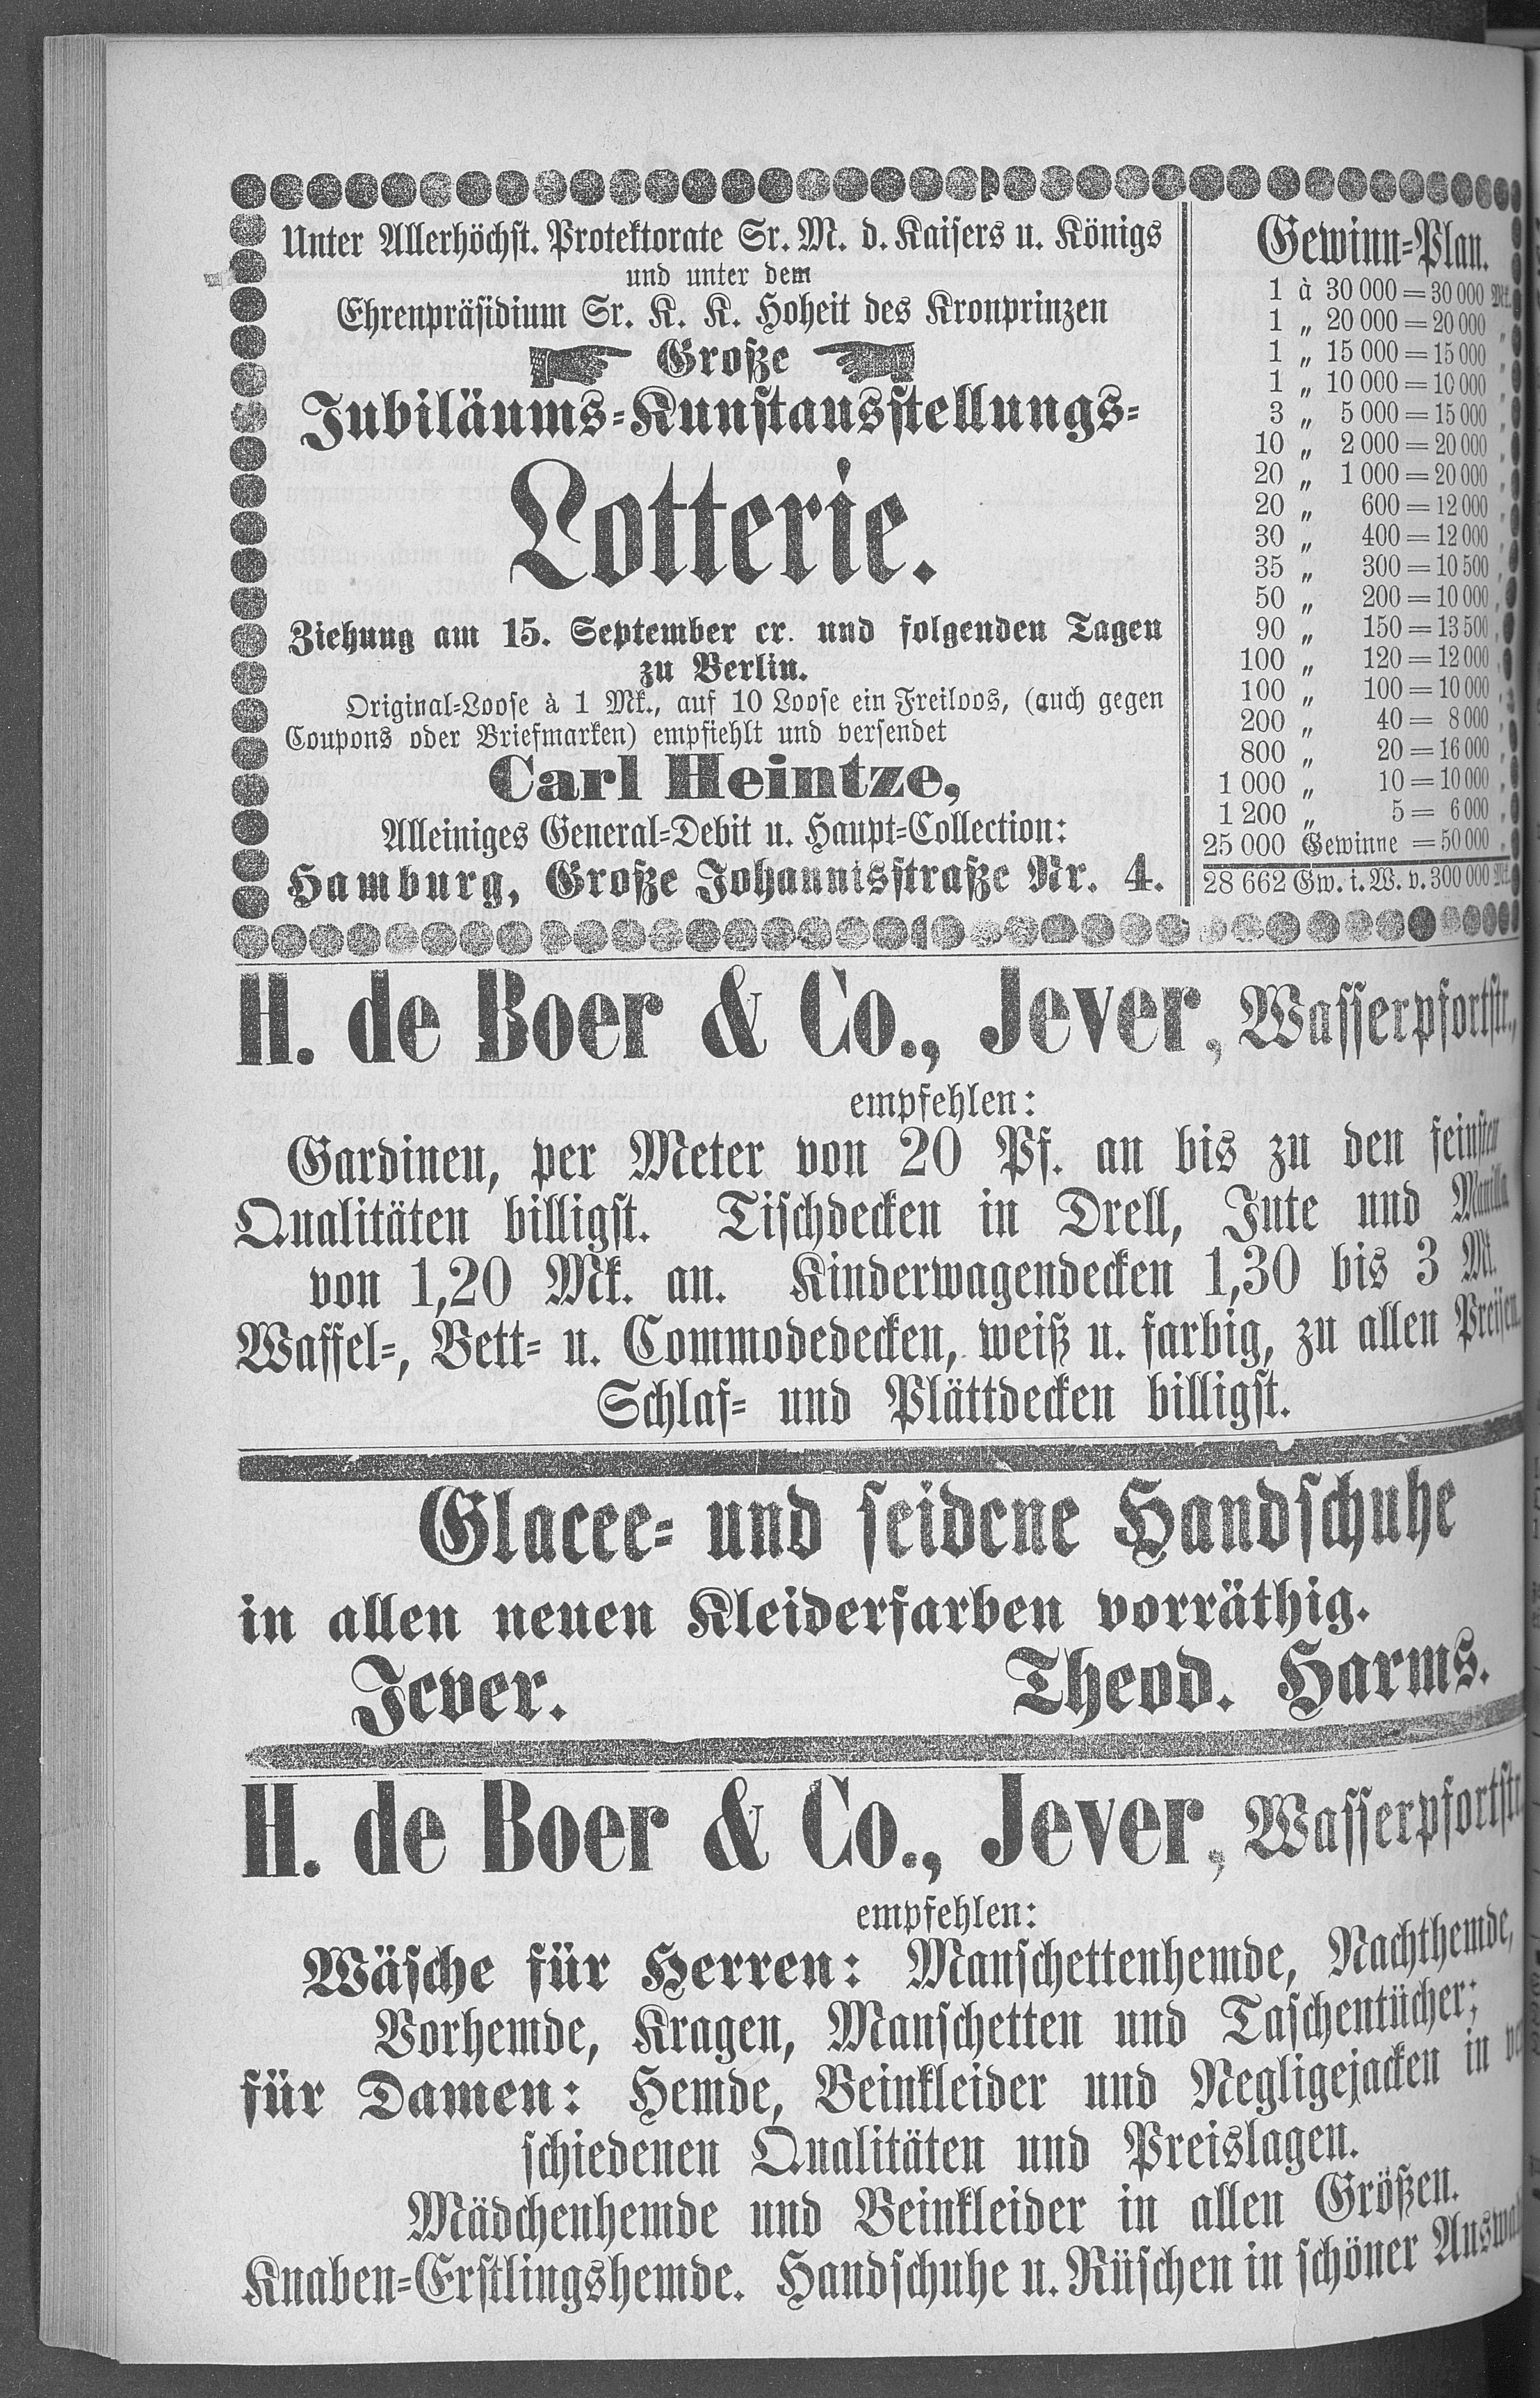 Unter Allerhöchst. Protektorate Sr. M. d. Kaisers u. Königs
und unter dem
Ehrenpräsidium Sr. K. K. Hoheit des Kronprinzen
Große
Jubiläums-Kunstausstellungs-
Lotterie.
Ziehung am 15. September cr. und folgenden Tagen
zu Berlin.
Original-Loose à 1 Mk., auf 10 Loose ein Freiloos, (auch gegen
Coupons oder Briefmarken) empfiehlt und versendet
Carl Heintze,
Alleiniges General-Debit u. Haupt-Collection:
Hamburg, Große Johannisstraße Nr. 4.
Gewinn-Plan.
1 à 30 000 = 30 000 Mk.
1 „ 20 000 = 20 000 „
1 „ 15 000 = 15 000 „
1 „ 10 000 = 10 000 „
3 „ 5 000 = 15 000 „
10 „ 2 000 = 20 000 „
20 „ 1 000 = 20 000 „
20 „ 600 = 12 000 „
30 „ 400 = 12 000 „
35 „ 300 = 10 500 „
50 „ 200 = 10 000 „
90 „ 150 = 13 500 „
100 „ 120 = 12 000 „
100 „ 100 = 10 000 „
200 „ 40 = 8 000 „
800 „ 20 = 16 000 „
1 000 „ 10 = 10 000 „
1 200 „ 5 = 6 000 „
25 000 Gewinne = 50 000 „
28 662 Gw. i. W. v. 300 000 Mk.
H. de Boer & Co., Jever, Wasserpfortstr.,
empfehlen:
Gardinen, per Meter von 20 Pf. an bis zu den feinsten
Qualitäten billigst. Tischdecken in Drell, Jute und Manilla
von 1,20 Mk. an. Kinderwagendecken 1,30 bis 3 Mk.
Waffel-, Bett- u. Commodedecken, weiß u. farbig, zu allen Preisen.
Schlaf- und Plättdecken billigst.
Glacee- und seidene Handschuhe
in allen neuen Kleiderfarben vorräthig.
Jever. Theod. Harms.
H. de Boer & Co., Jever, Wasserpfortstr.
empfehlen:
Wäsche für Herren: Manschettenhemde, Nachthemde,
Vorhemde, Kragen, Manschetten und Taschentücher;
für Damen: Hemde, Beinkleider und Negligejacken in
schiedenen Qualitäten und Preislagen.
Mädchenhemde und Beinkleider in allen Größen.
Knaben-Erstlingshemde. Handschuhe u. Rüschen in schöner